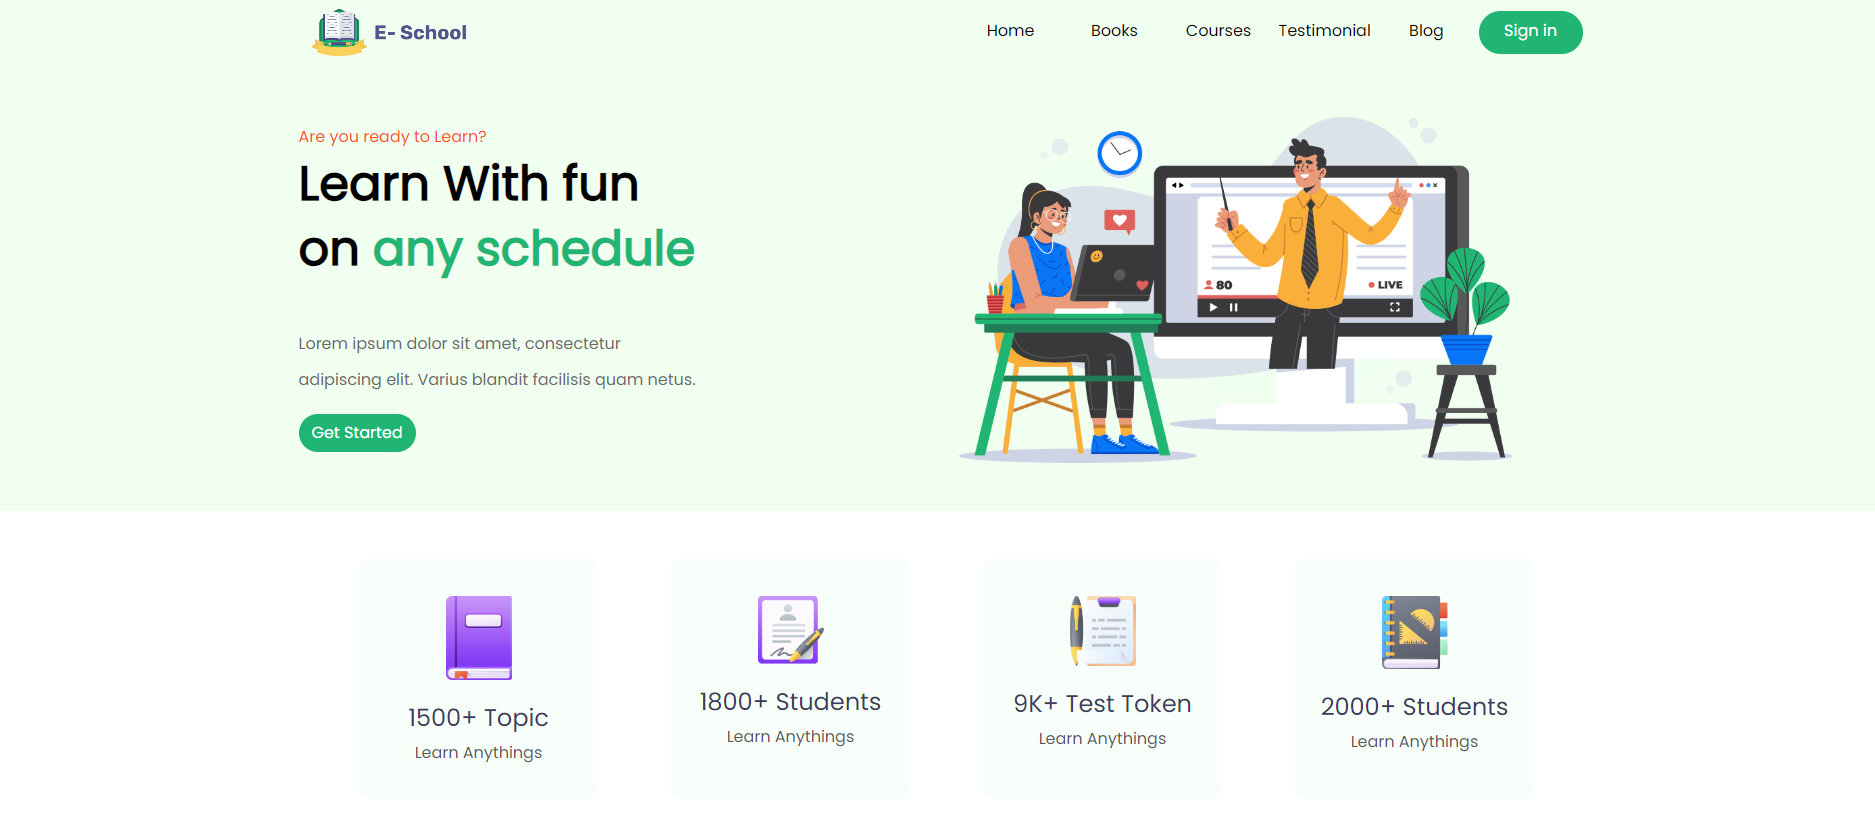 E- School
Home Books Courses Testimonial Blog Sign in
Are you ready to Learn?
Learn With fun
on any schedule
80
LIVE
Lorem ipsum dolor sit amet, consectetur
adipiscing elit. Varius blandit facilisis quam netus.
Get Started
1500+ Topic
Learn Anythings
1800+ Students
Learn Anythings
9K+ Test Token
Learn Anythings
2000+ Students
Learn Anythings